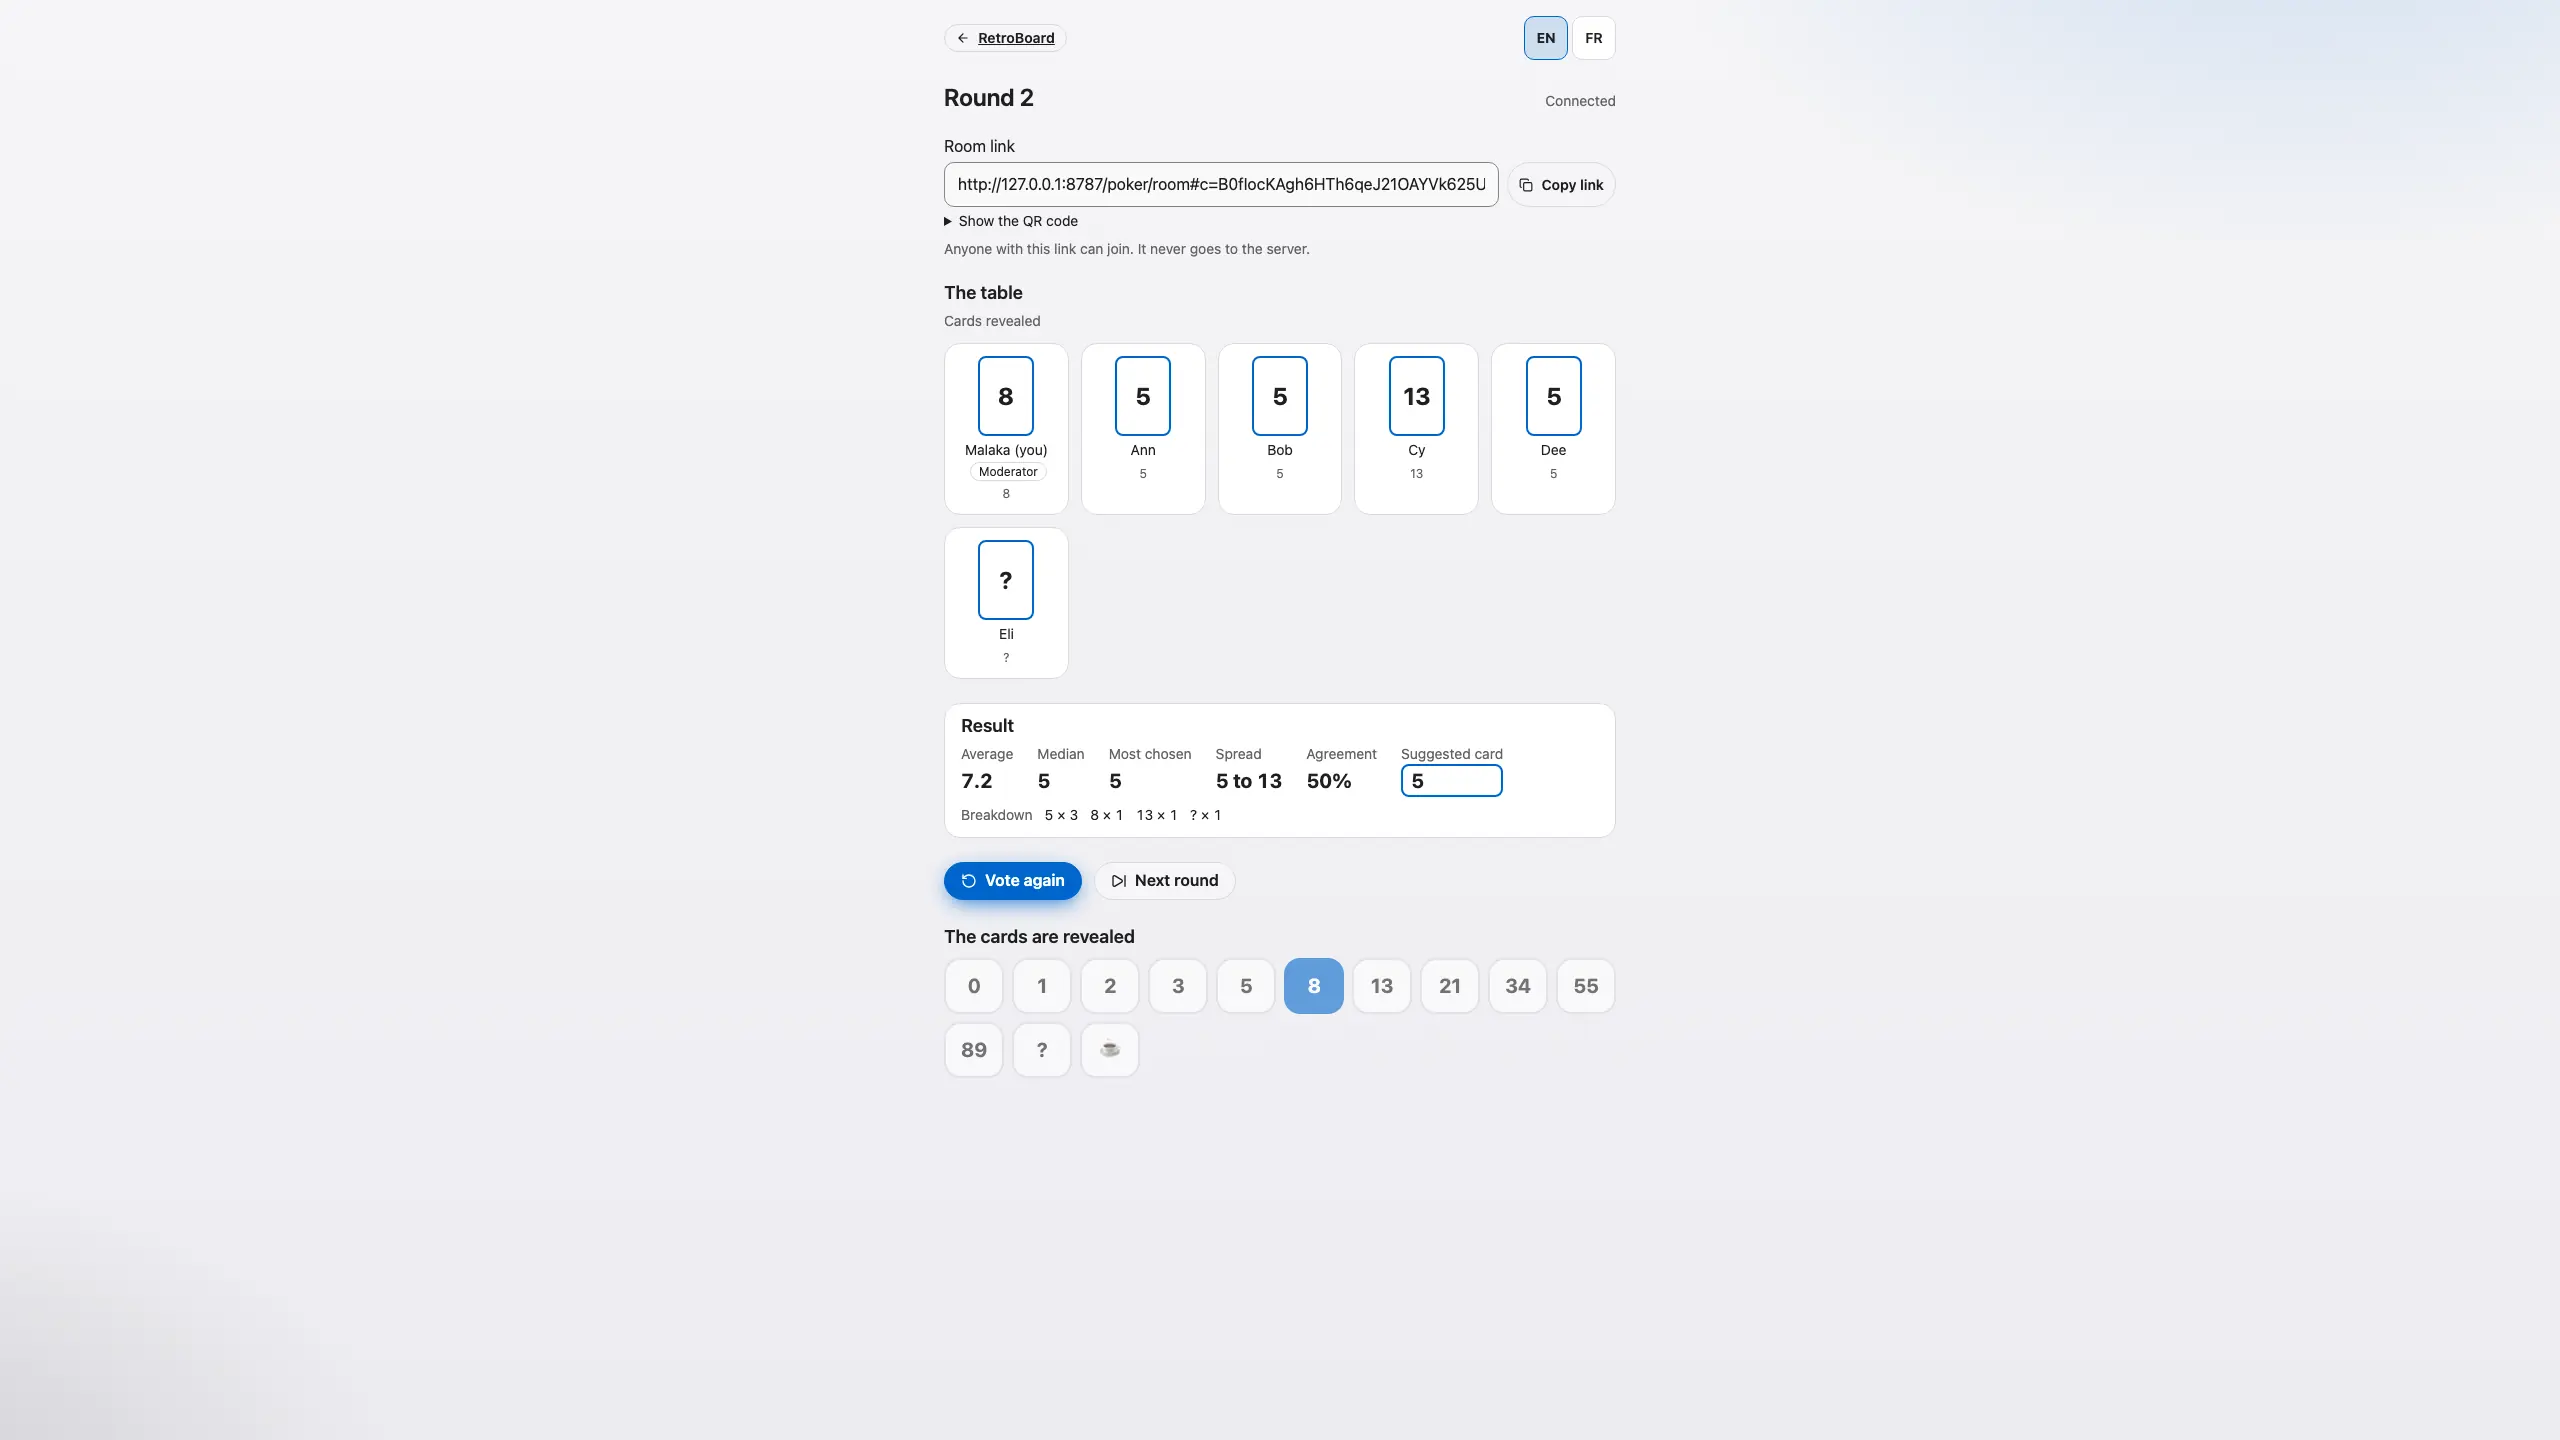 RetroBoard
EN FR
Round 2
Connected
Room link
http://127.0.0.1:8787/poker/room#c=B0flocKAgh6HTh6qeJ21OAYVk625U
Copy link
Show the QR code
Anyone with this link can join. It never goes to the server.
The table
Cards revealed
8 5 5 13 5
Malaka (you) Ann Bob Cy Dee
Moderator 5 5 13 5
8
?
Eli
?
Result
Average Median Most chosen Spread Agreement Suggested card
7.2 5 5 5 to 13 50% 5
Breakdown 5 × 3 8 × 1 13 × 1 ? × 1
Vote again Next round
The cards are revealed
0 1 2 3 5 8 13 21 34 55
89 ?